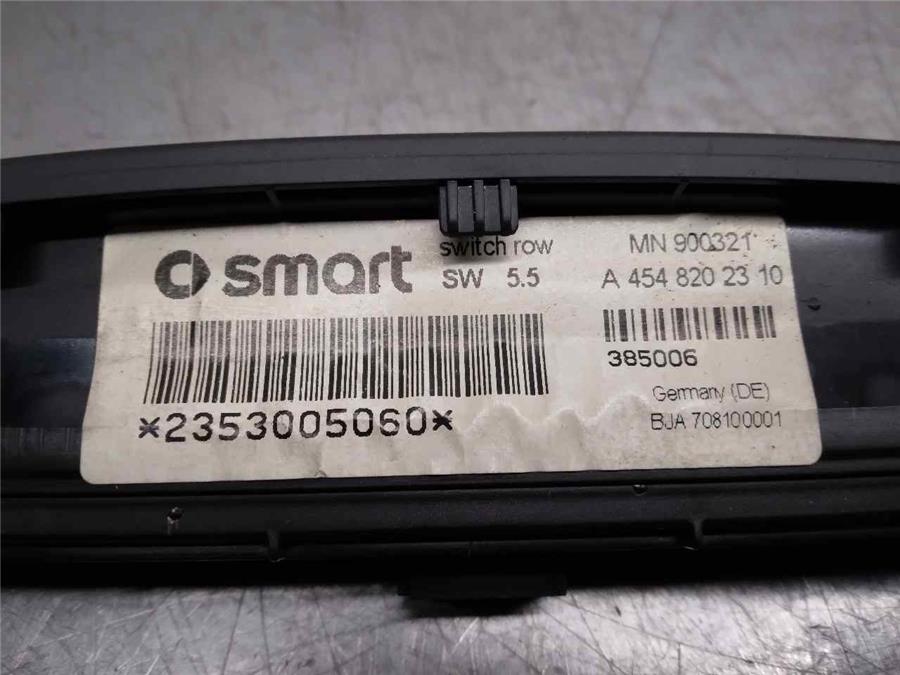 smart
switch row
SW 5.5
MN 900321
A 454 820 23 10
*2353005060*
385006
Germany (DE)
BJA 708100001